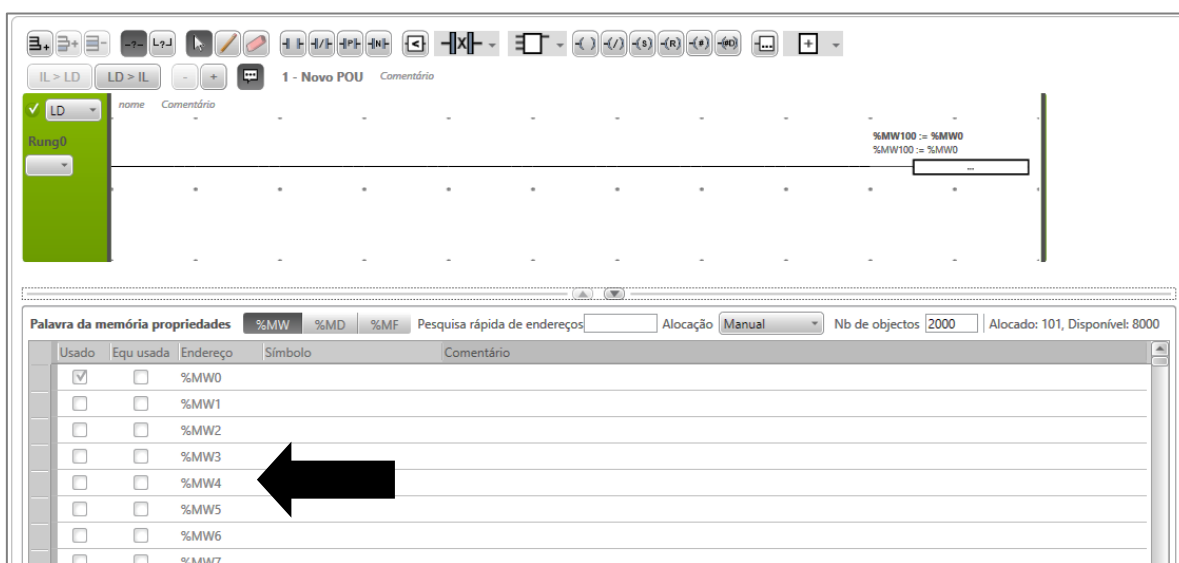 IL > LD LD > IL - + 1 - Novo POU Comentário
LD nome Comentário
Rung0
%MW100 := %MW0
%MW100 := %MW0
...
Palavra da memória propriedades %MW %MD %MF Pesquisa rápida de endereços Alocação Manual Nb de objectos 2000 Alocado: 101, Disponível: 8000
Usado Equ usada Endereço Símbolo Comentário
%MW0
%MW1
%MW2
%MW3
%MW4
%MW5
%MW6
%MW7